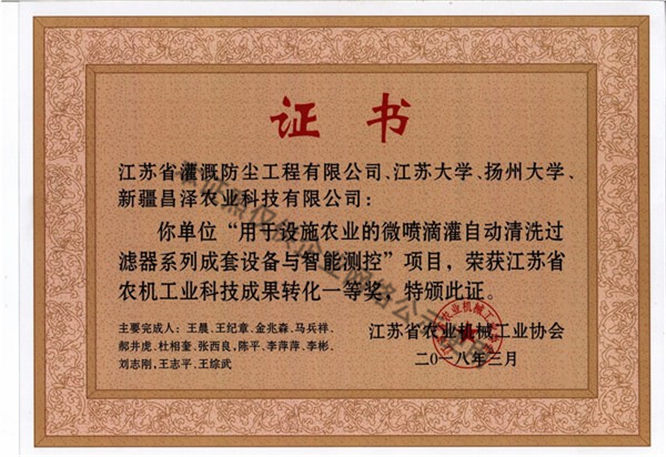 证书
江苏省灌溉防尘工程有限公司、江苏大学、扬州大学、
新疆昌泽农业科技有限公司：
你单位“用于设施农业的微喷滴灌自动清洗过
滤器系列成套设备与智能测控”项目，荣获江苏省
农机工业科技成果转化一等奖，特颁此证。
主要完成人：王晨、王纪章、金兆森、马兵祥、
郝井虎、杜相奎、张西良，陈平、李萍萍、李彬、
刘志刚，王志平、王综武
江苏省农业机械工业协会
二〇一八年三月